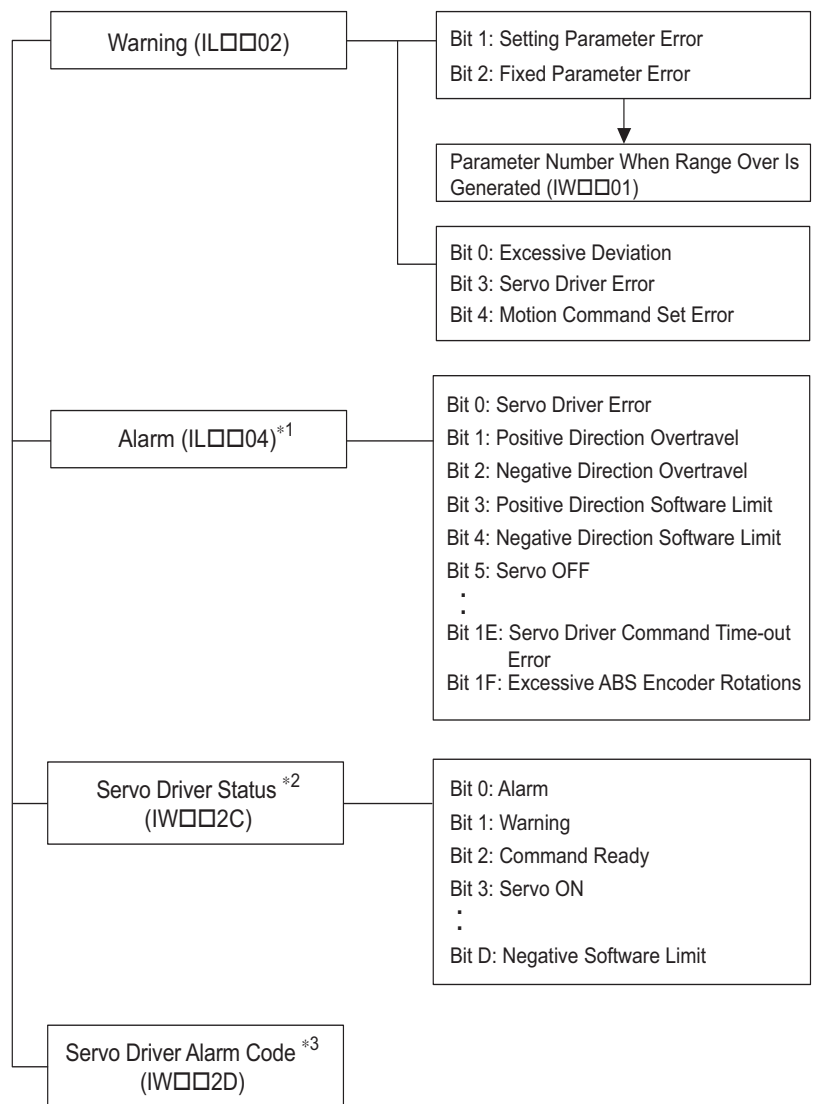 Warning (IL□□02)
Bit 1: Setting Parameter Error
Bit 2: Fixed Parameter Error
Parameter Number When Range Over Is
Generated (IW□□01)
Bit 0: Excessive Deviation
Bit 3: Servo Driver Error
Bit 4: Motion Command Set Error
Alarm (IL□□04)*1
Bit 0: Servo Driver Error
Bit 1: Positive Direction Overtravel
Bit 2: Negative Direction Overtravel
Bit 3: Positive Direction Software Limit
Bit 4: Negative Direction Software Limit
Bit 5: Servo OFF
:
Bit 1E: Servo Driver Command Time-out
Error
Bit 1F: Excessive ABS Encoder Rotations
Servo Driver Status *2
(IW□□2C)
Bit 0: Alarm
Bit 1: Warning
Bit 2: Command Ready
Bit 3: Servo ON
:
Bit D: Negative Software Limit
Servo Driver Alarm Code *3
(IW□□2D)